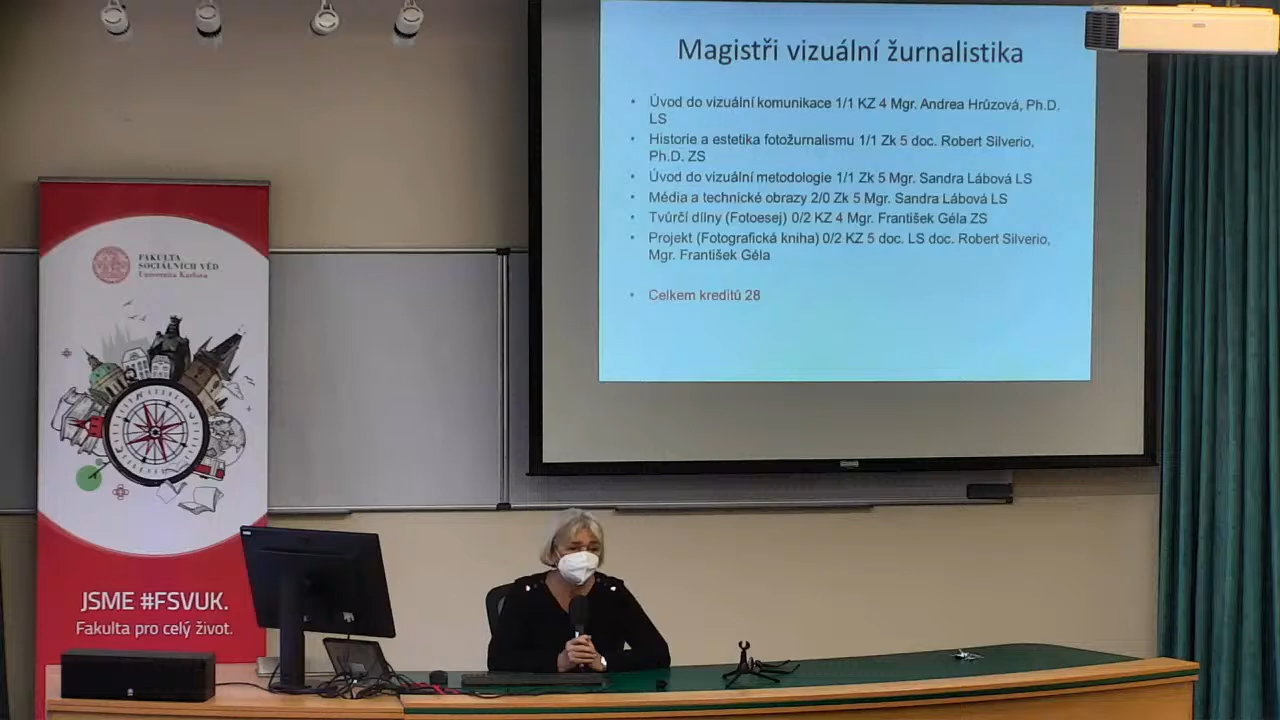 Magistři vizuální žurnalistika
• Úvod do vizuální komunikace 1/1 KZ 4 Mgr. Andrea Hrůzová, Ph.D.
LS
• Historie a estetika fotožurnalismu 1/1 Zk 5 doc. Robert Silverio,
Ph.D. ZS
• Úvod do vizuální metodologie 1/1 Zk 5 Mgr. Sandra Lábová LS
• Média a technické obrazy 2/0 Zk 5 Mgr. Sandra Lábová LS
• Tvůrčí dílny (Fotoesej) 0/2 KZ 4 Mgr. František Géla ZS
• Projekt (Fotografická kniha) 0/2 KZ 5 doc. LS doc. Robert Silverio,
Mgr. František Géla
• Celkem kreditů 28
FAKULTA
SOCIÁLNÍCH VĚD
Univerzita Karlova
JSME #FSVUK.
Fakulta pro celý život.